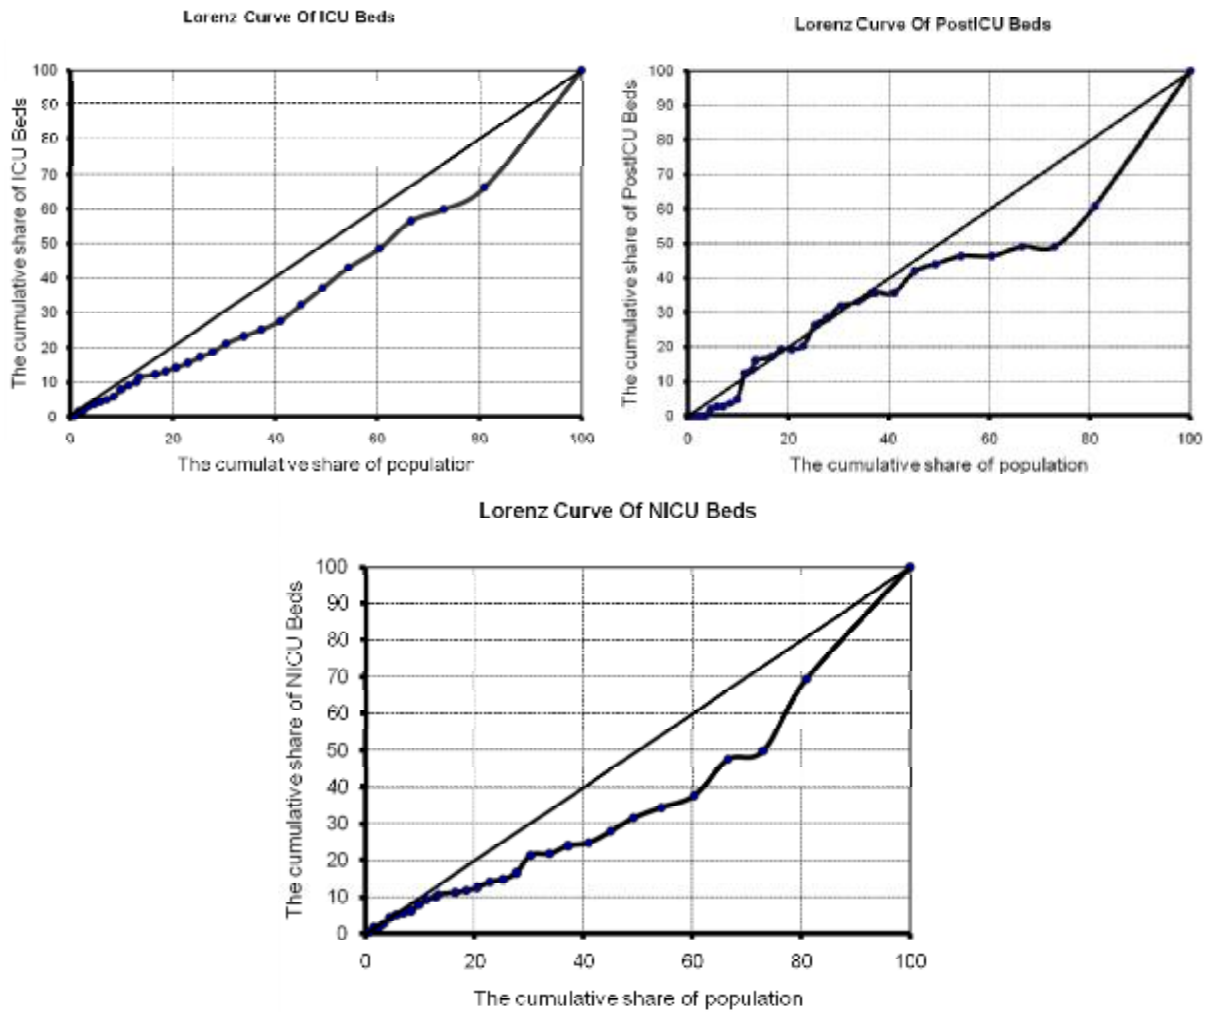 Lorenz Curve Of ICU Beds
The cumulative share of ICU Beds
100
90
80
70
60
50
40
30
20
10
0
0 20 40 60 80 100
The cumulative share of population
Lorenz Curve Of PostICU Beds
The cumulative share of PostICU Beds
100
90
80
70
60
50
40
30
20
10
0
0 20 40 60 80 100
The cumulative share of population
Lorenz Curve Of NICU Beds
The cumulative share of NICU Beds
100
90
80
70
60
50
40
30
20
10
0
0 20 40 60 80 100
The cumulative share of population